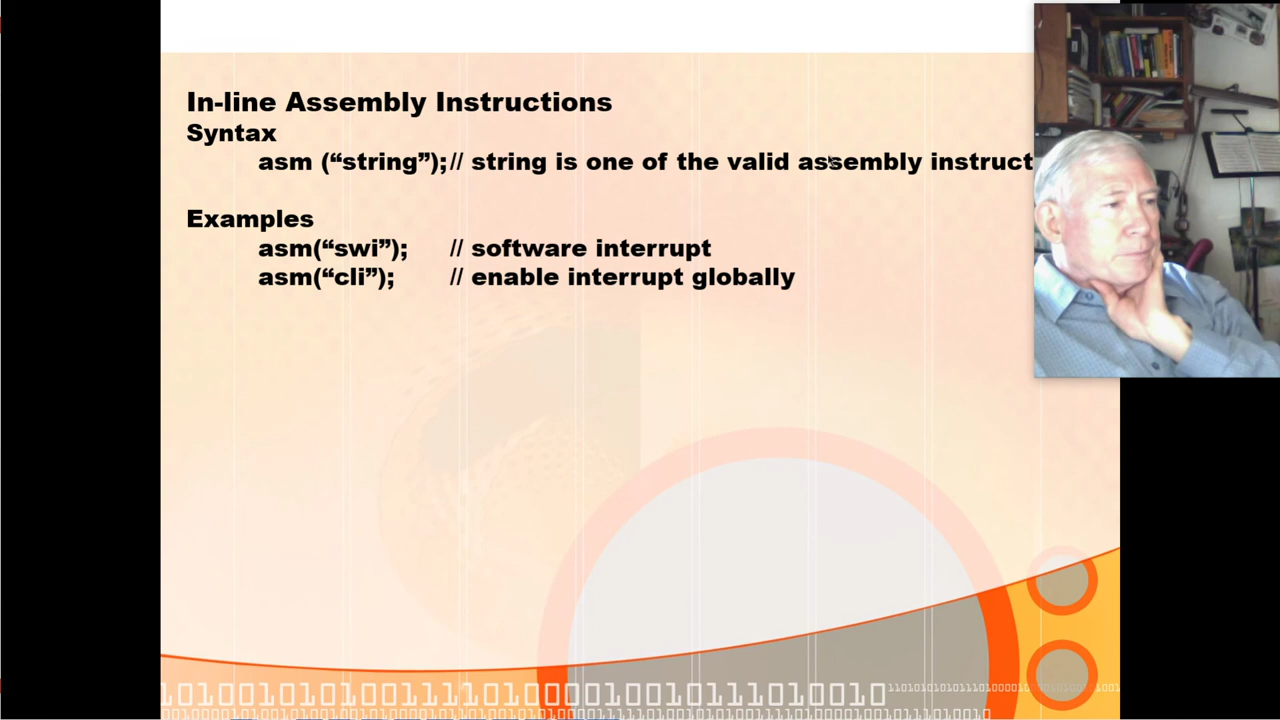 In-line Assembly Instructions
Syntax
asm (“string”); // string is one of the valid assembly instruct
Examples
asm(“swi”); // software interrupt
asm(“cli”); // enable interrupt globally